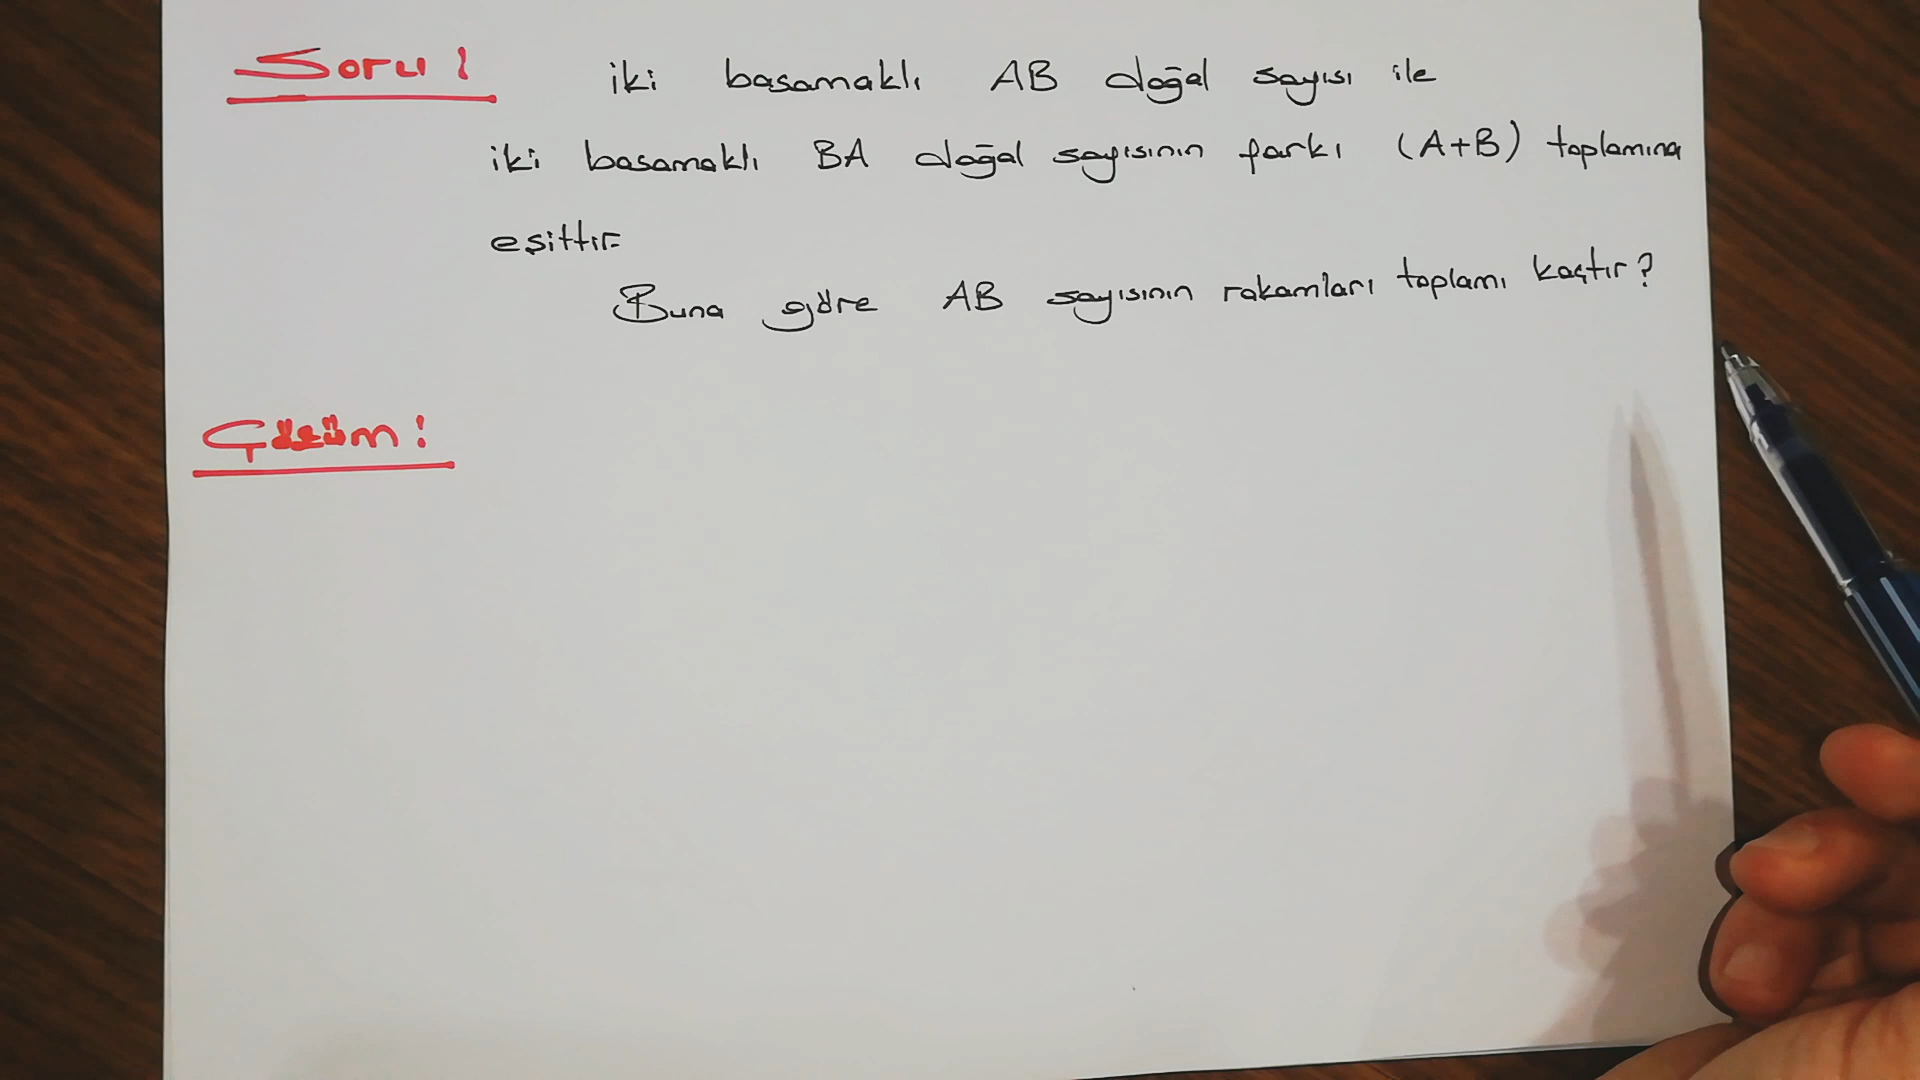 Soru: iki basamaklı AB doğal sayısı ile
iki basamaklı BA doğal sayısının farkı (A+B) toplamına
eşittir.
Buna göre AB sayısının rakamları toplamı kaçtır?
Çözüm: